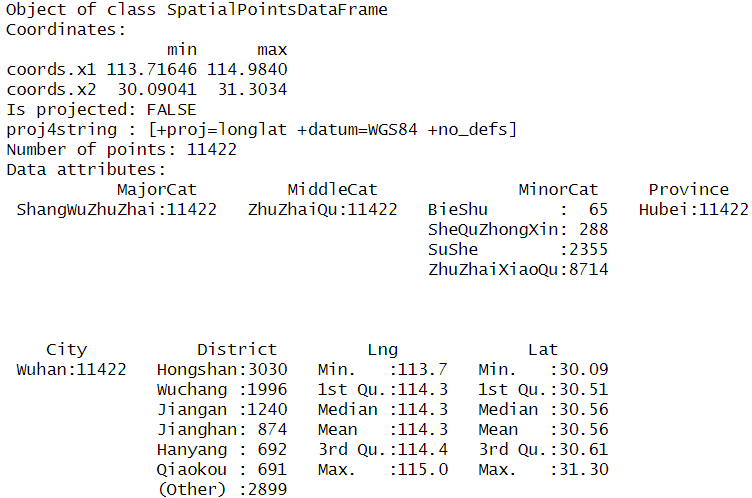 Object of class SpatialPointsDataFrame
Coordinates:
                min      max
coords.x1 113.71646 114.9840
coords.x2  30.09041  31.3034
Is projected: FALSE
proj4string : [+proj=longlat +datum=WGS84 +no_defs]
Number of points: 11422
Data attributes:
           MajorCat         MiddleCat              MinorCat     Province
 ShangWuZhuZhai:11422   ZhuZhaiQu:11422   BieShu       :  65   Hubei:11422
                                          SheQuZhongXin: 288
                                          SuShe        :2355
                                          ZhuZhaiXiaoQu:8714
    City           District         Lng             Lat
 Wuhan:11422   Hongshan:3030   Min.   :113.7   Min.   :30.09
               Wuchang :1996   1st Qu.:114.3   1st Qu.:30.51
               Jiangan :1240   Median :114.3   Median :30.56
               Jianghan: 874   Mean   :114.3   Mean   :30.56
               Hanyang : 692   3rd Qu.:114.4   3rd Qu.:30.61
               Qiaokou : 691   Max.   :115.0   Max.   :31.30
               (Other) :2899